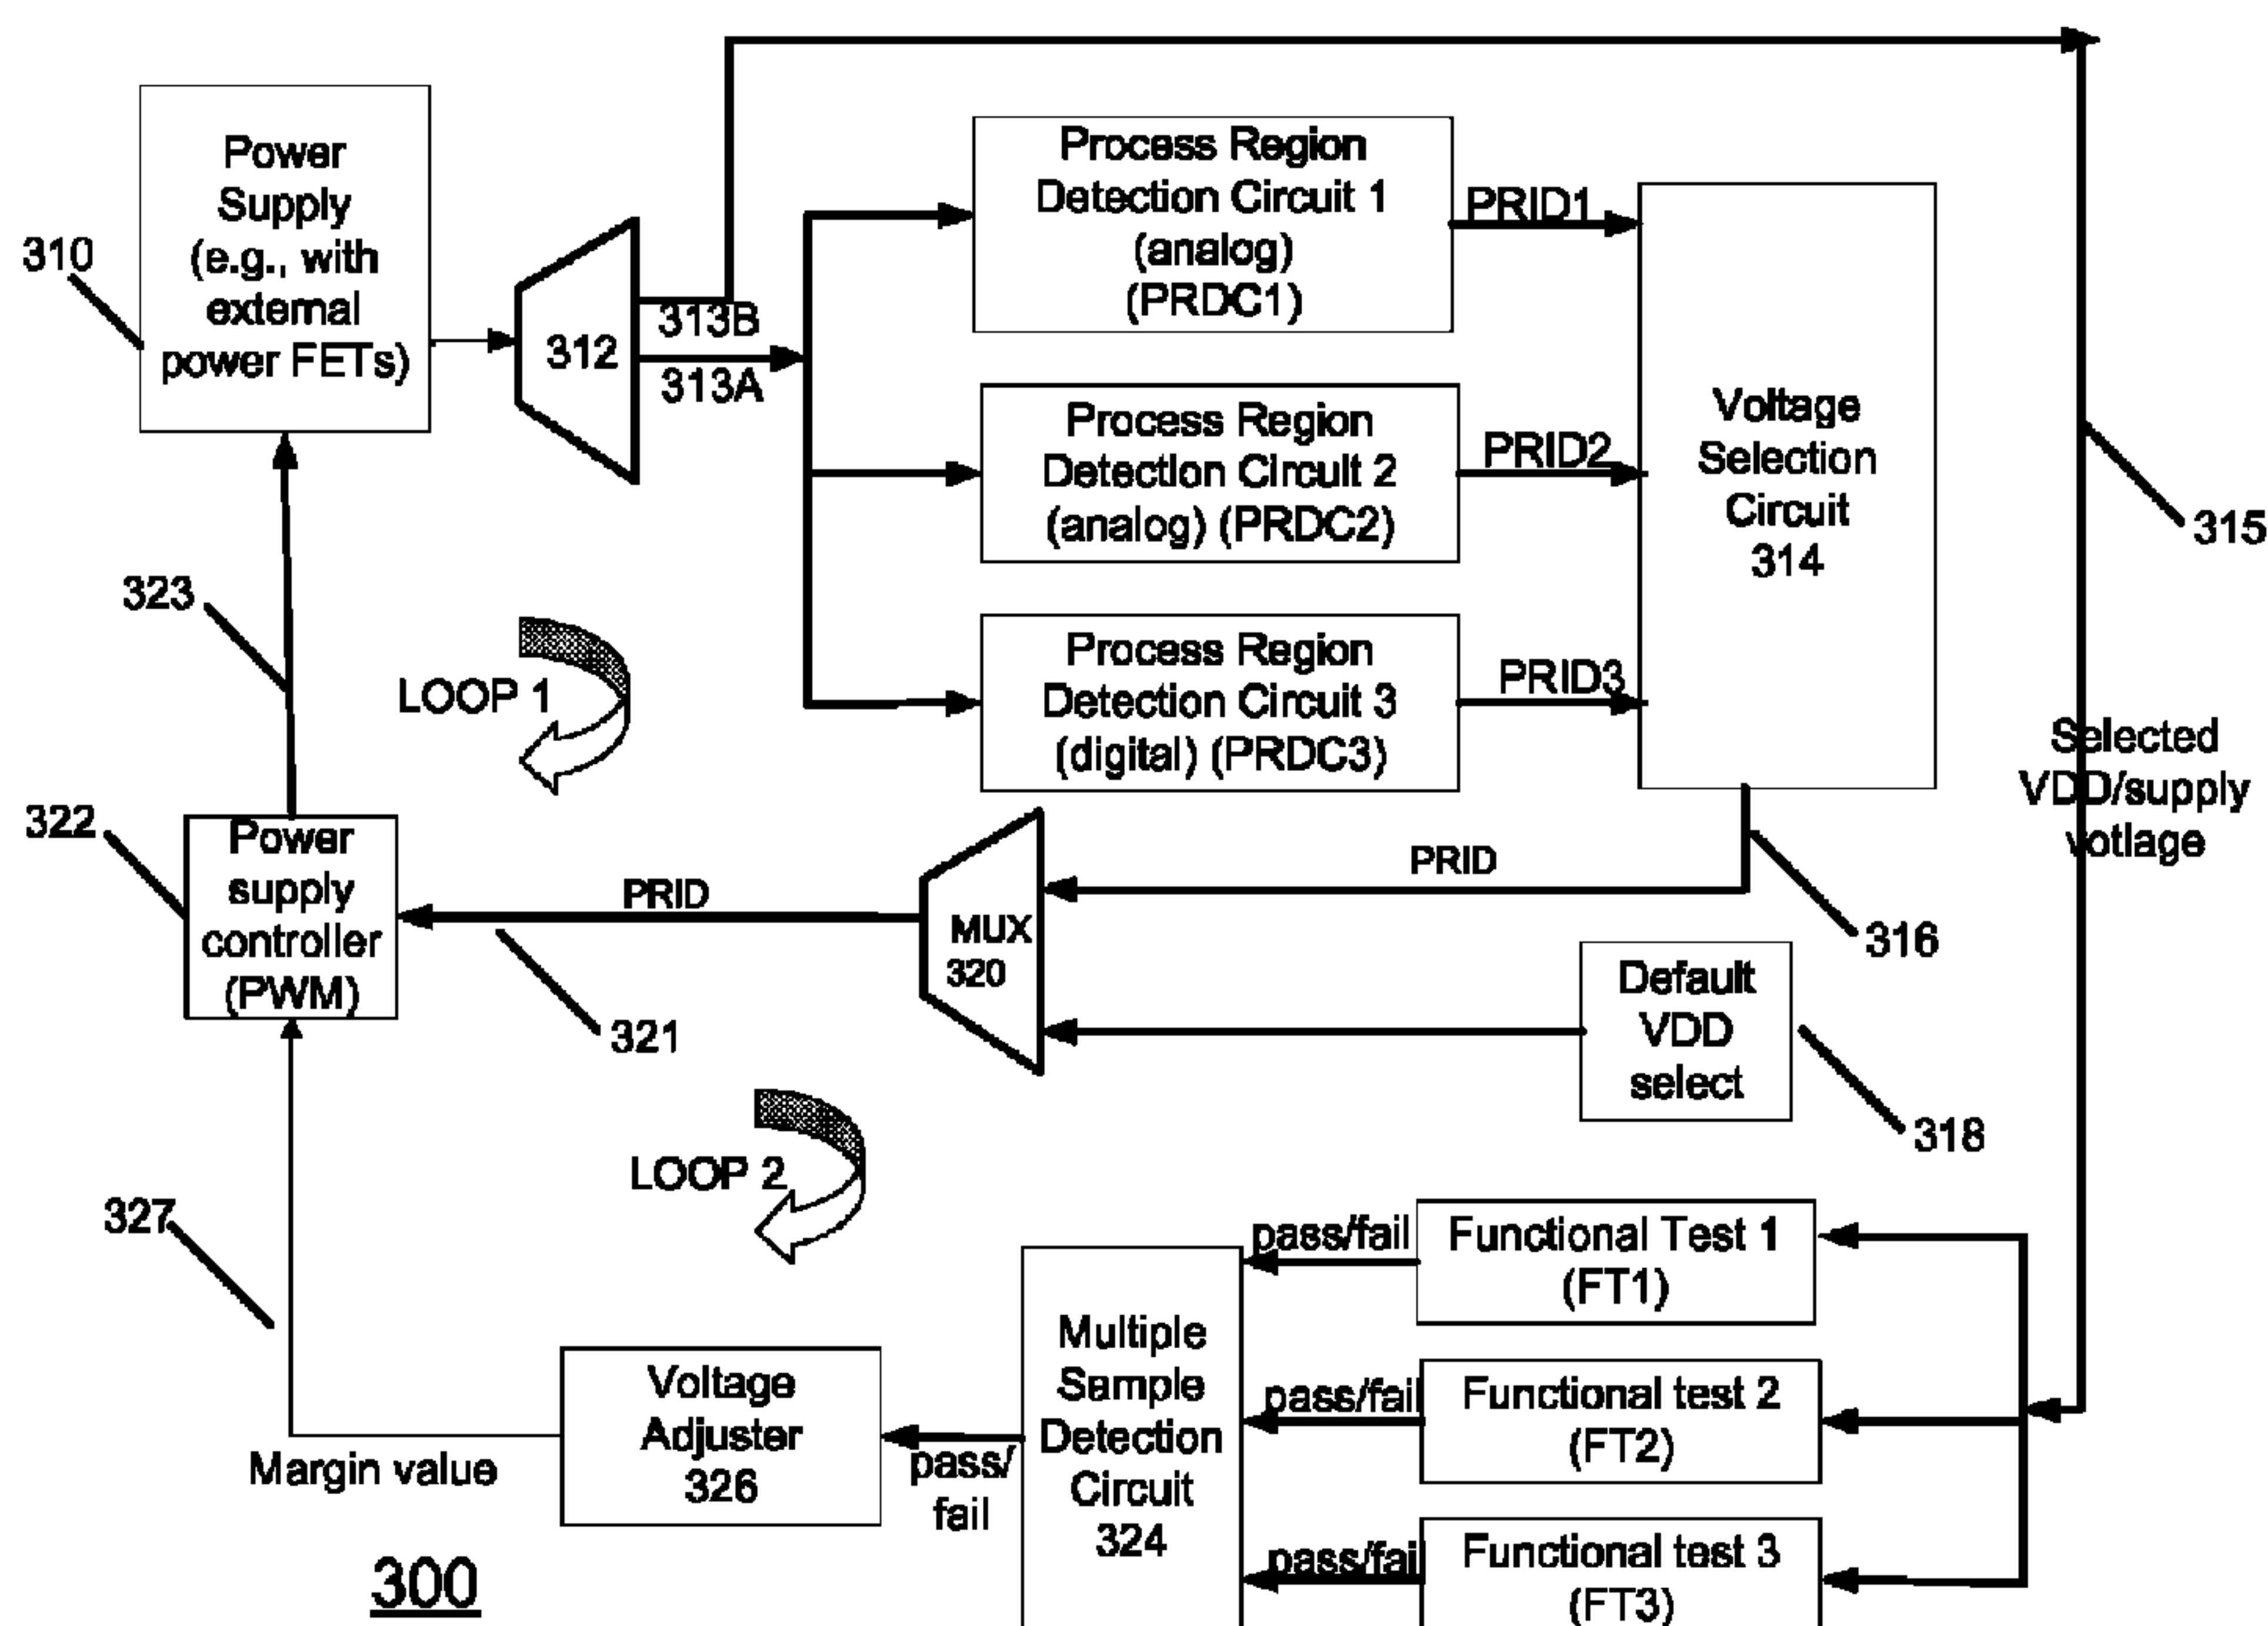 Power
Supply
(e.g., with
external
power FETs)
310
312
313B
313A
Process Region
Detection Circuit 1
(analog)
(PRDC1)
PRID1
Process Region
Detection Circuit 2
(analog) (PRDC2)
PRID2
Process Region
Detection Circuit 3
(digital) (PRDC3)
PRID3
Voltage
Selection
Circuit
314
315
Selected
VDD/supply
votlage
323
LOOP 1
322
Power
supply
controller
(PWM)
PRID
321
MUX
320
PRID
316
Default
VDD
select
318
LOOP 2
327
Margin value
Voltage
Adjuster
326
pass/
fail
Multiple
Sample
Detection
Circuit
324
pass/fail
Functional Test 1
(FT1)
pass/fail
Functional test 2
(FT2)
pass/fail
Functional test 3
(FT3)
300